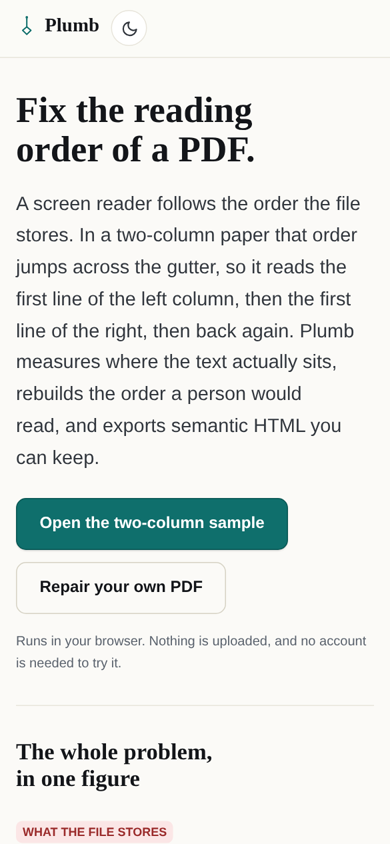 Plumb
Fix the reading
order of a PDF.
A screen reader follows the order the file
stores. In a two-column paper that order
jumps across the gutter, so it reads the
first line of the left column, then the first
line of the right, then back again. Plumb
measures where the text actually sits,
rebuilds the order a person would
read, and exports semantic HTML you
can keep.
Open the two-column sample
Repair your own PDF
Runs in your browser. Nothing is uploaded, and no account
is needed to try it.
The whole problem,
in one figure
WHAT THE FILE STORES